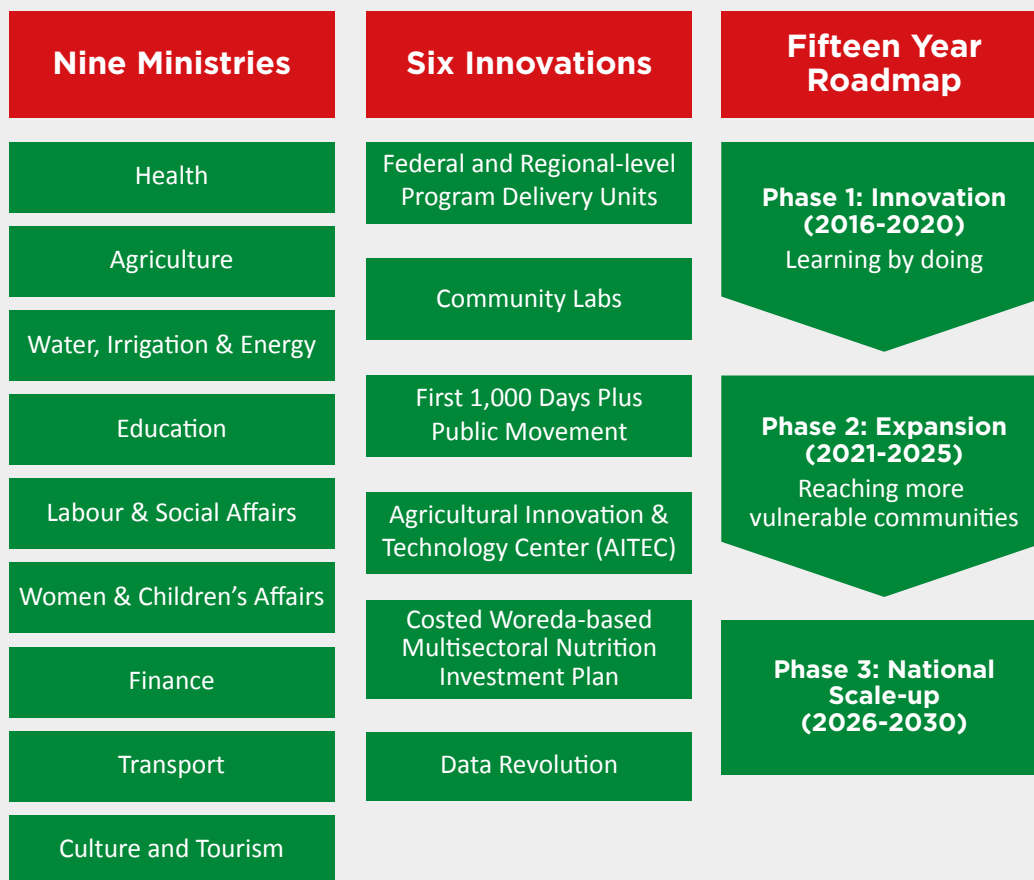 Nine Ministries
Health
Agriculture
Water, Irrigation & Energy
Education
Labour & Social Affairs
Women & Children’s Affairs
Finance
Transport
Culture and Tourism
Six Innovations
Federal and Regional-level
Program Delivery Units
Community Labs
First 1,000 Days Plus
Public Movement
Agricultural Innovation &
Technology Center (AITEC)
Costed Woreda-based
Multisectoral Nutrition
Investment Plan
Data Revolution
Fifteen Year
Roadmap
Phase 1: Innovation
(2016-2020)
Learning by doing
Phase 2: Expansion
(2021-2025)
Reaching more
vulnerable communities
Phase 3: National
Scale-up
(2026-2030)